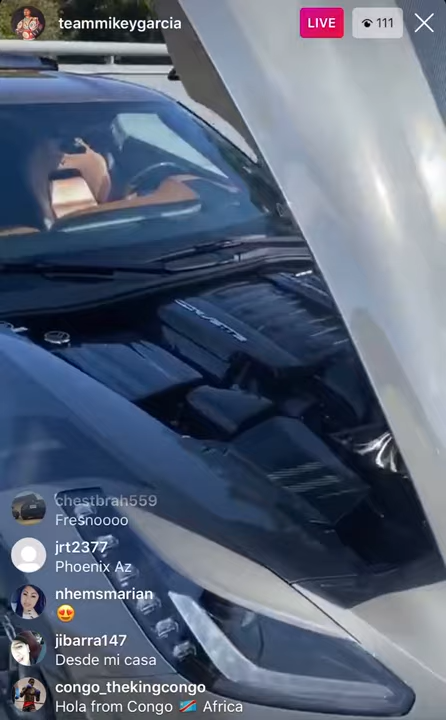 teammikeygarcia
LIVE
111
CORVETTE
chestbrah559
Fresnoooo
jrt2377
Phoenix Az
nhemsmarian
😍
jibarra147
Desde mi casa
congo_thekingcongo
Hola from Congo 🇨🇩 Africa